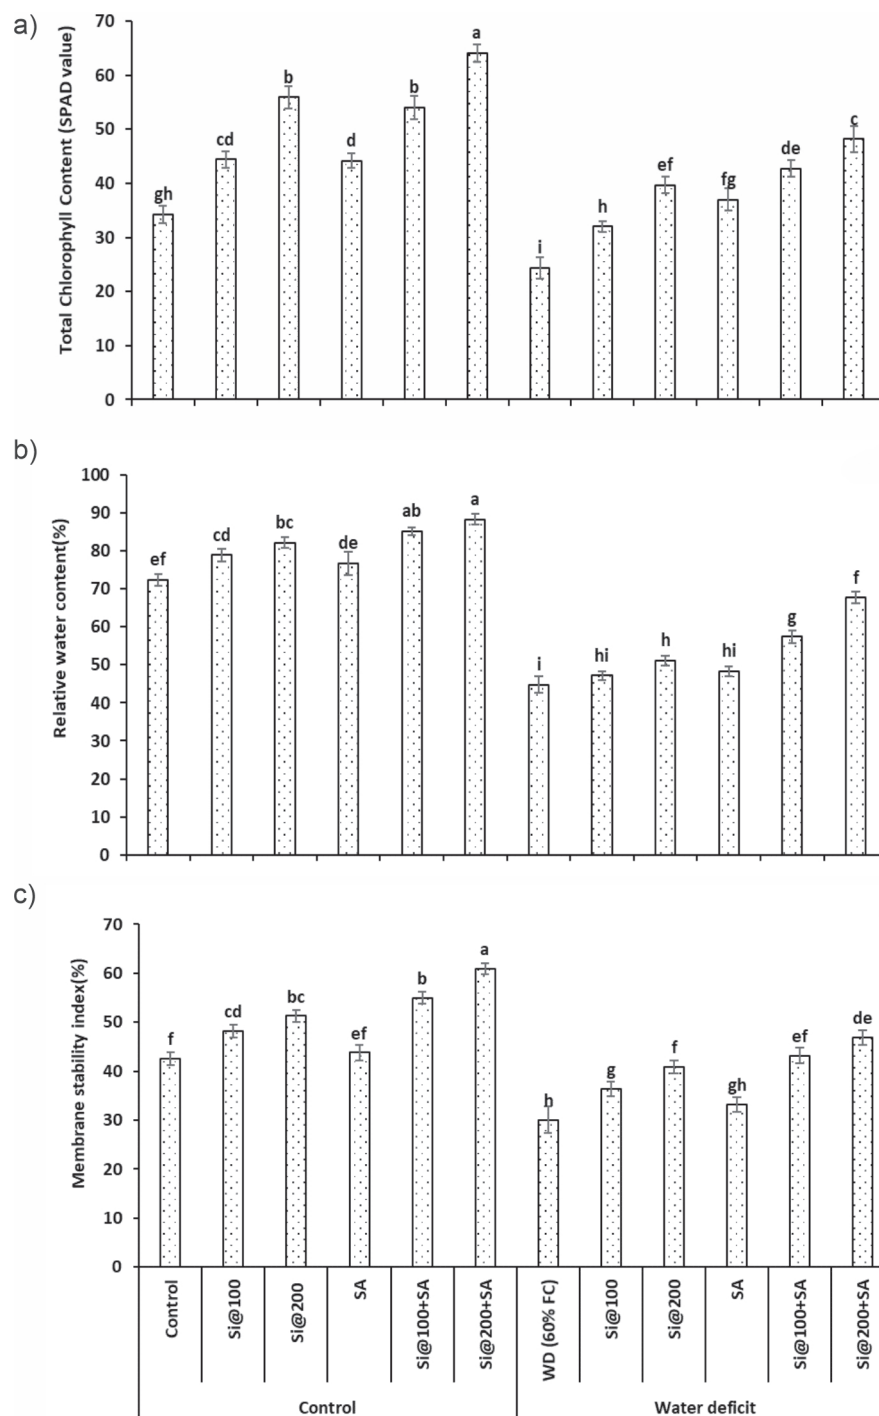 a)
Total Chlorophyll Content (SPAD value)
70
60
50
40
30
20
10
0
gh
cd
b
d
b
a
i
h
ef
fg
de
c
b)
Relative water content(%)
100
90
80
70
60
50
40
30
20
10
0
ef
cd
bc
de
ab
a
i
hi
h
hi
g
f
c)
Membrane stability index(%)
70
60
50
40
30
20
10
0
f
cd
bc
ef
b
a
h
g
f
gh
ef
de
Control
Si@100
Si@200
SA
Si@100+SA
Si@200+SA
WD (60% FC)
Si@100
Si@200
SA
Si@100+SA
Si@200+SA
Control
Water deficit